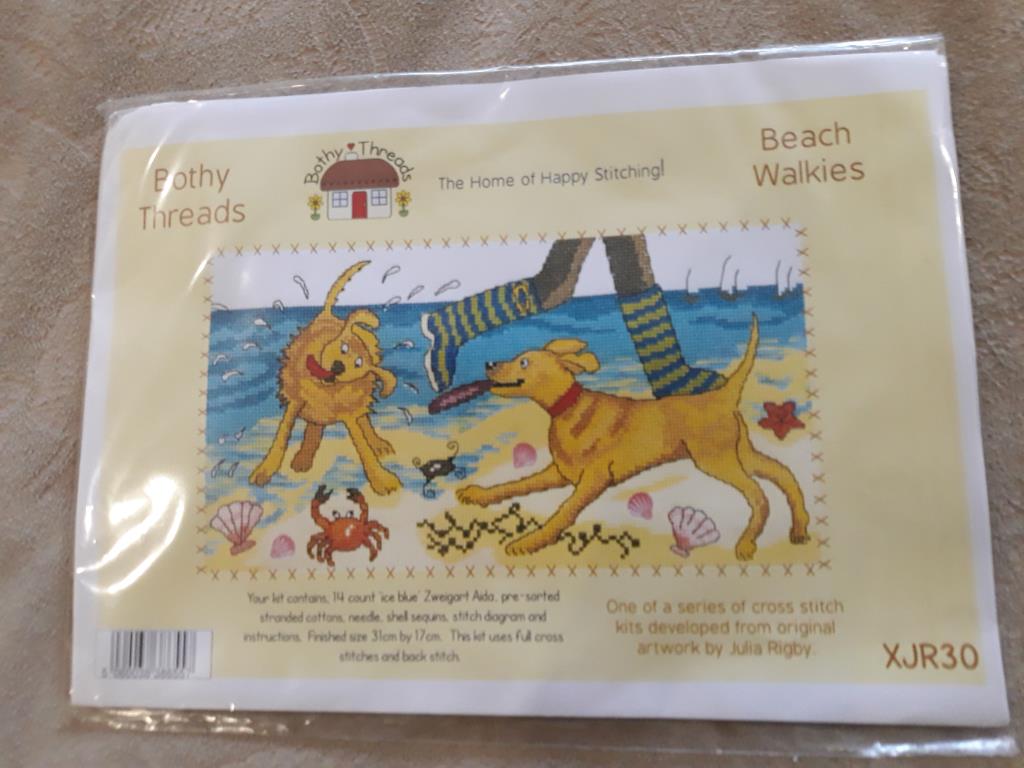 Bothy
Threads
Bothy Threads
The Home of Happy Stitching!
Beach
Walkies
Your kit contains, 14 count 'ice blue' Zweigart Aida, pre-sorted
stranded cottons, needle, shell sequins, stitch diagram and
instructions. Finished size 31cm by 17cm. This kit uses full cross
stitches and back stitch.
One of a series of cross stitch
kits developed from original
artwork by Julia Rigby.
XJR30